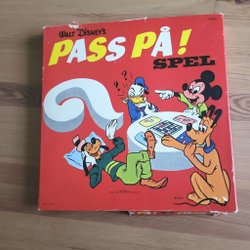 Walt Disney's
PASS PÅ!
SPEL
? ? ?